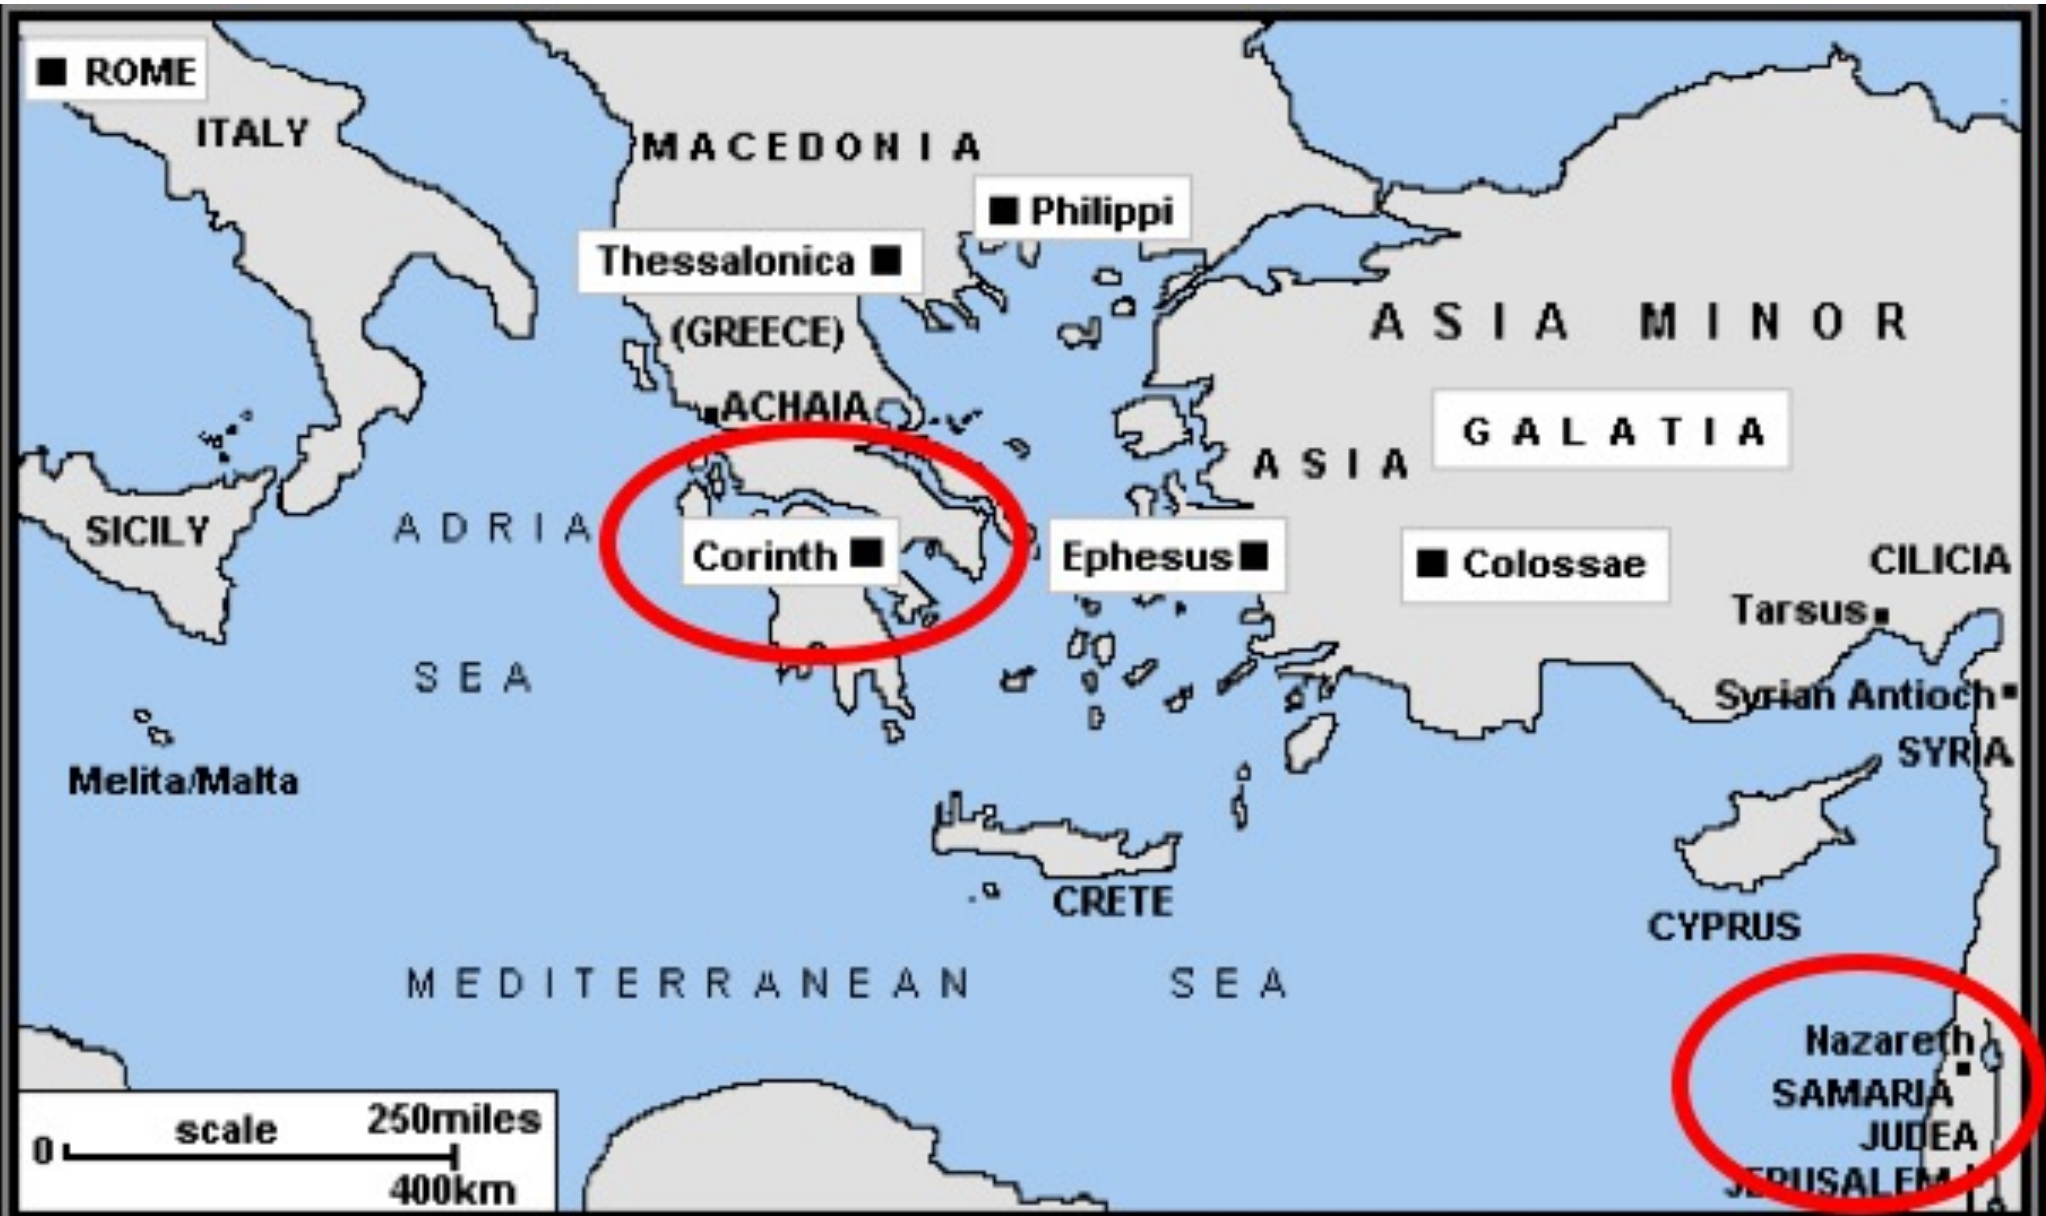 ROME
ITALY
MACEDONIA
Philippi
Thessalonica
(GREECE)
ASIA MINOR
ACHAIA
GALATIA
ASIA
SICILY
ADRIA
Corinth
Ephesus
Colossae
CILICIA
Tarsus
SEA
Syrian Antioch
SYRIA
Melita/Malta
CRETE
CYPRUS
MEDITERRANEAN SEA
Nazareth
SAMARIA
JUDEA
JERUSALEM
scale
250miles
0
400km